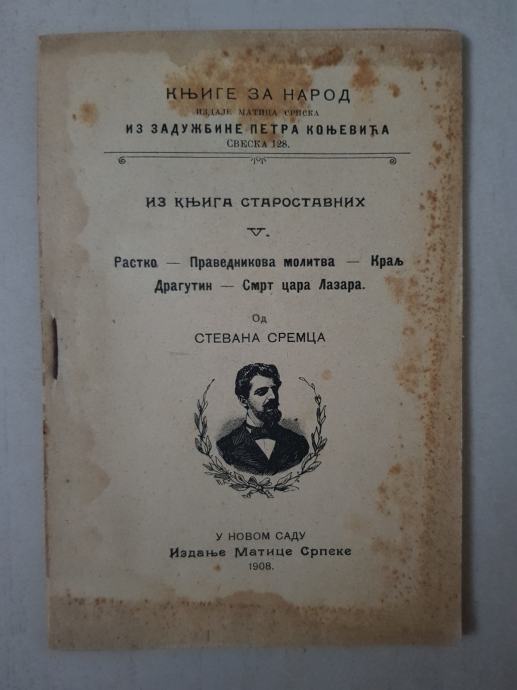 КЊИГЕ ЗА НАРОД
ИЗДАЈЕ МАТИЦА СРПСКА
ИЗ ЗАДУЖБИНЕ ПЕТРА КОЊЕВИЋА
СВЕСКА 128.
ИЗ КЊИГА СТАРОСТАВНИХ
V.
Растко — Праведникова молитва — Краљ
Драгутин — Смрт цара Лазара.
Од
СТЕВАНА СРЕМЦА
У НОВОМ САДУ
Издање Матице Српске
1908.